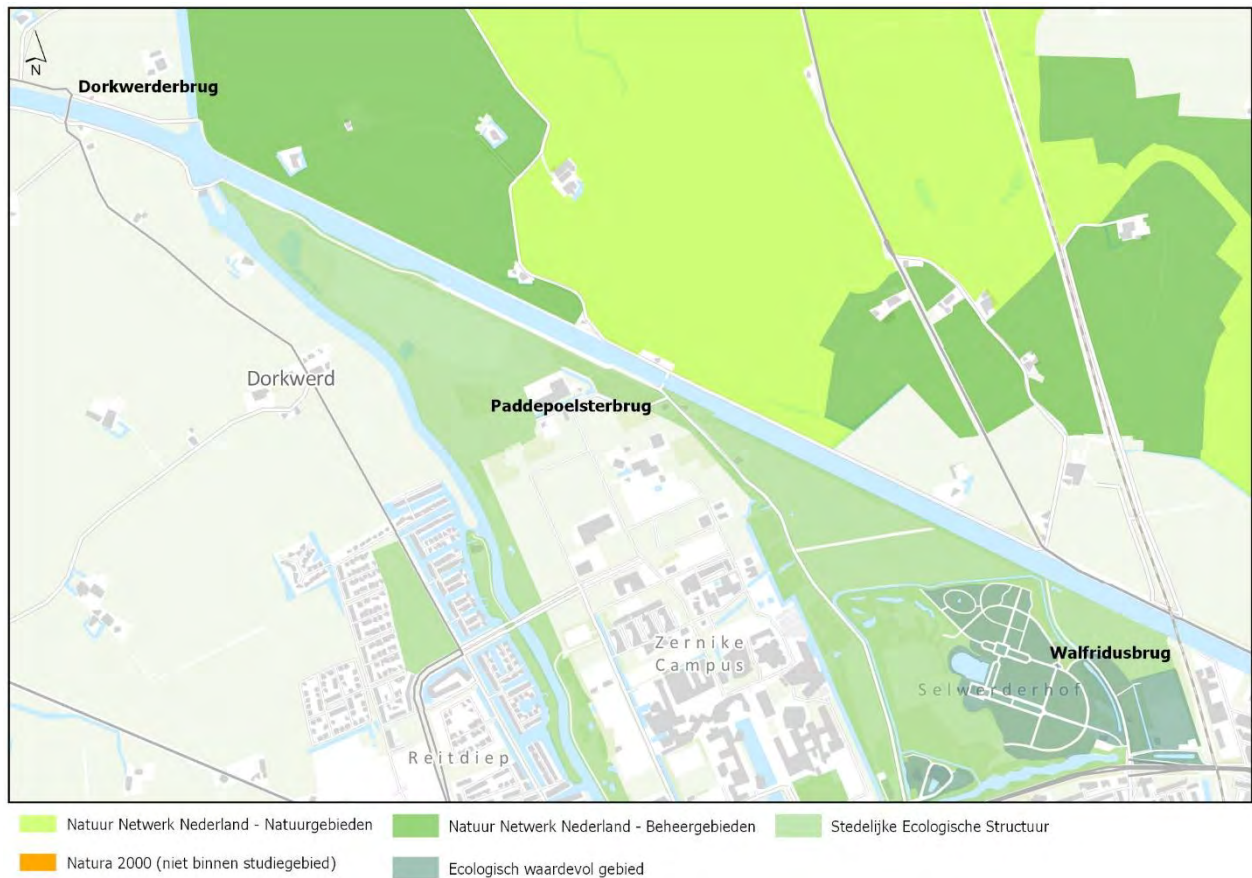 N
Dorkwerderbrug
Dorkwerd
Paddepoelsterbrug
Zernike
Campus
Walfridusbrug
Selwerderhof
Reitdiep
Natuur Netwerk Nederland - Natuurgebieden
Natuur Netwerk Nederland - Beheergebieden
Stedelijke Ecologische Structuur
Natura 2000 (niet binnen studiegebied)
Ecologisch waardevol gebied